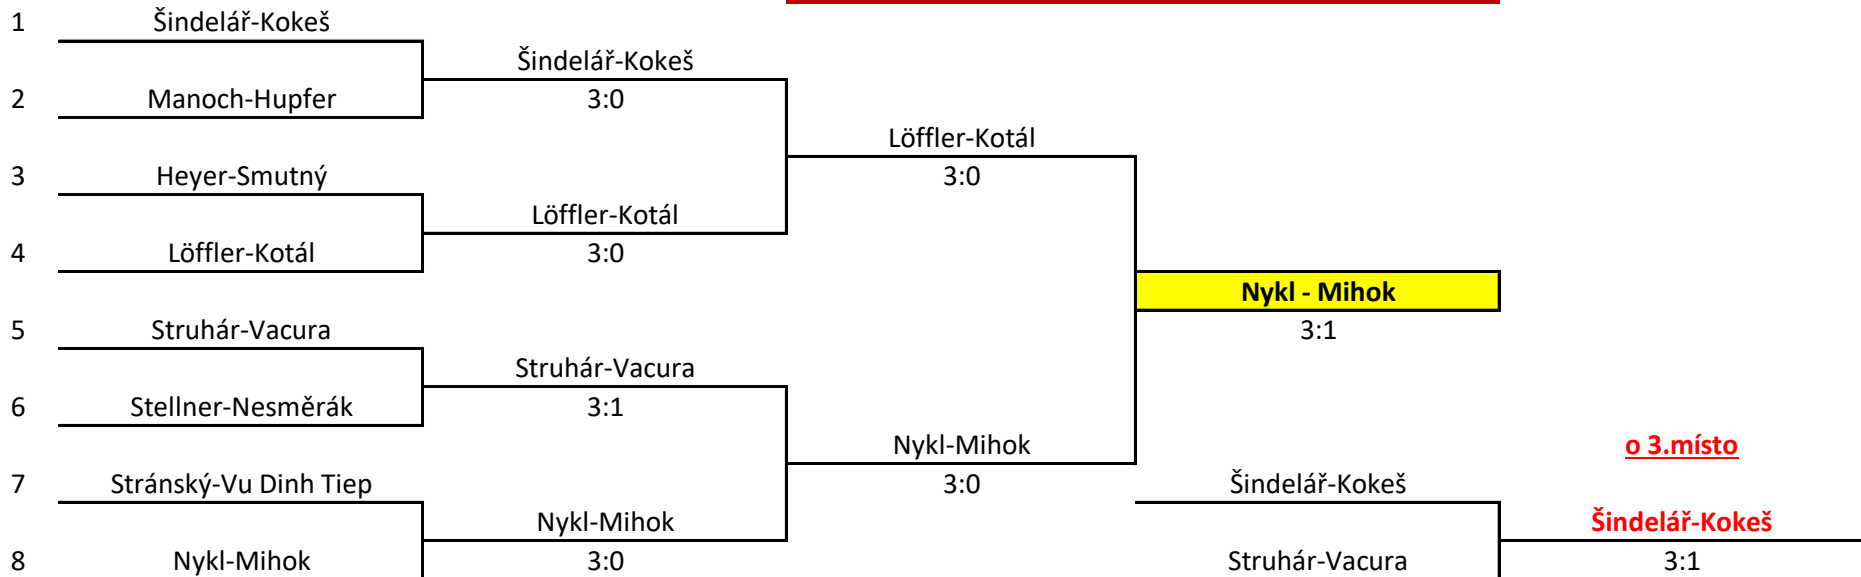 1 Šindelář-Kokeš
Šindelář-Kokeš
2 Manoch-Hupfer 3:0
Löffler-Kotál
3 Heyer-Smutný 3:0
Löffler-Kotál
4 Löffler-Kotál 3:0
Nykl - Mihok
5 Struhár-Vacura 3:1
Struhár-Vacura
6 Stellner-Nesměrák 3:1
Nykl-Mihok o 3.místo
7 Stránský-Vu Dinh Tiep 3:0 Šindelář-Kokeš
Nykl-Mihok Šindelář-Kokeš
8 Nykl-Mihok 3:0 Struhár-Vacura 3:1